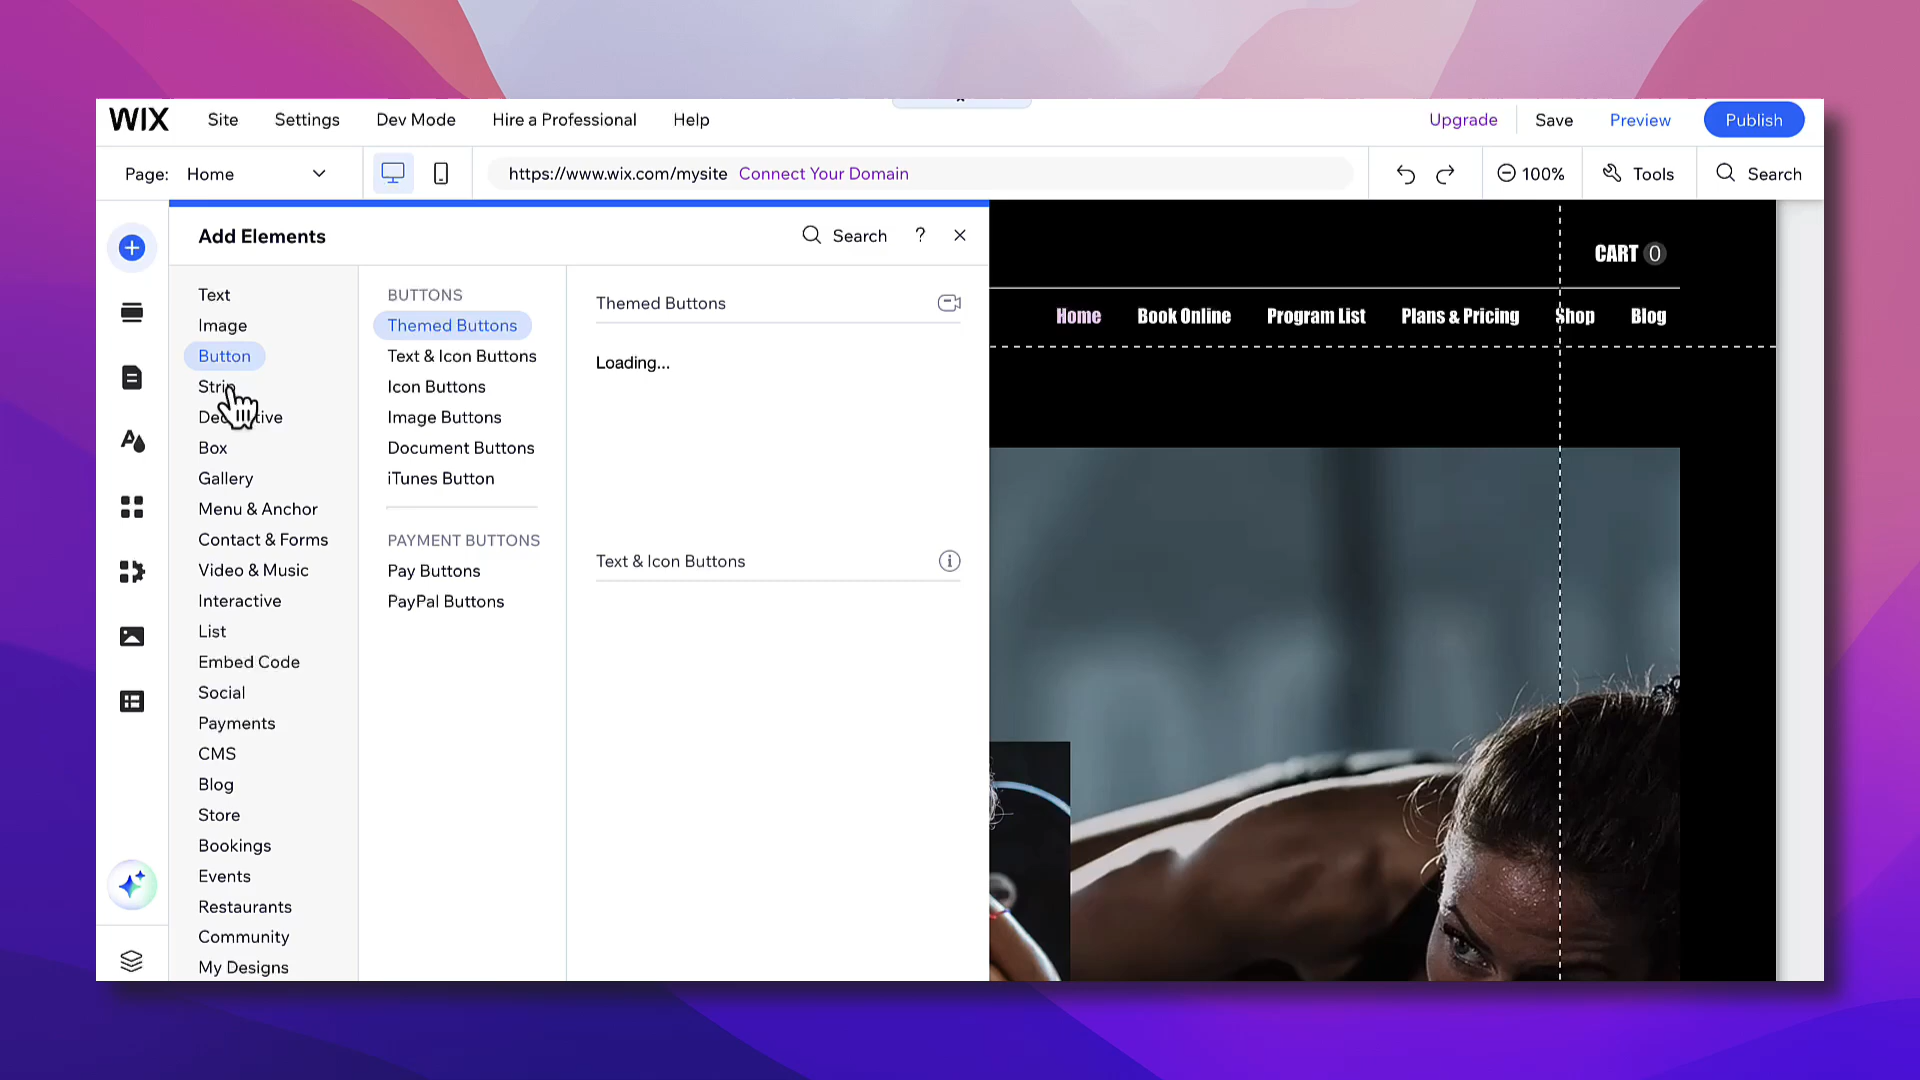 WIX Site Settings Dev Mode Hire a Professional Help Upgrade Save Preview Publish
Page: Home https://www.wix.com/mysite Connect Your Domain 100% Tools Search
Add Elements Search ?
Text
Image
Button
Strip
Box
Gallery
Menu & Anchor
Contact & Forms
Video & Music
Interactive
List
Embed Code
Social
Payments
CMS
Blog
Store
Bookings
Events
Restaurants
Community
My Designs
BUTTONS
Themed Buttons
Text & Icon Buttons
Icon Buttons
Image Buttons
Document Buttons
iTunes Button
PAYMENT BUTTONS
Pay Buttons
PayPal Buttons
Themed Buttons
Loading...
Text & Icon Buttons
CART 0
Home Book Online Program List Plans & Pricing Shop Blog